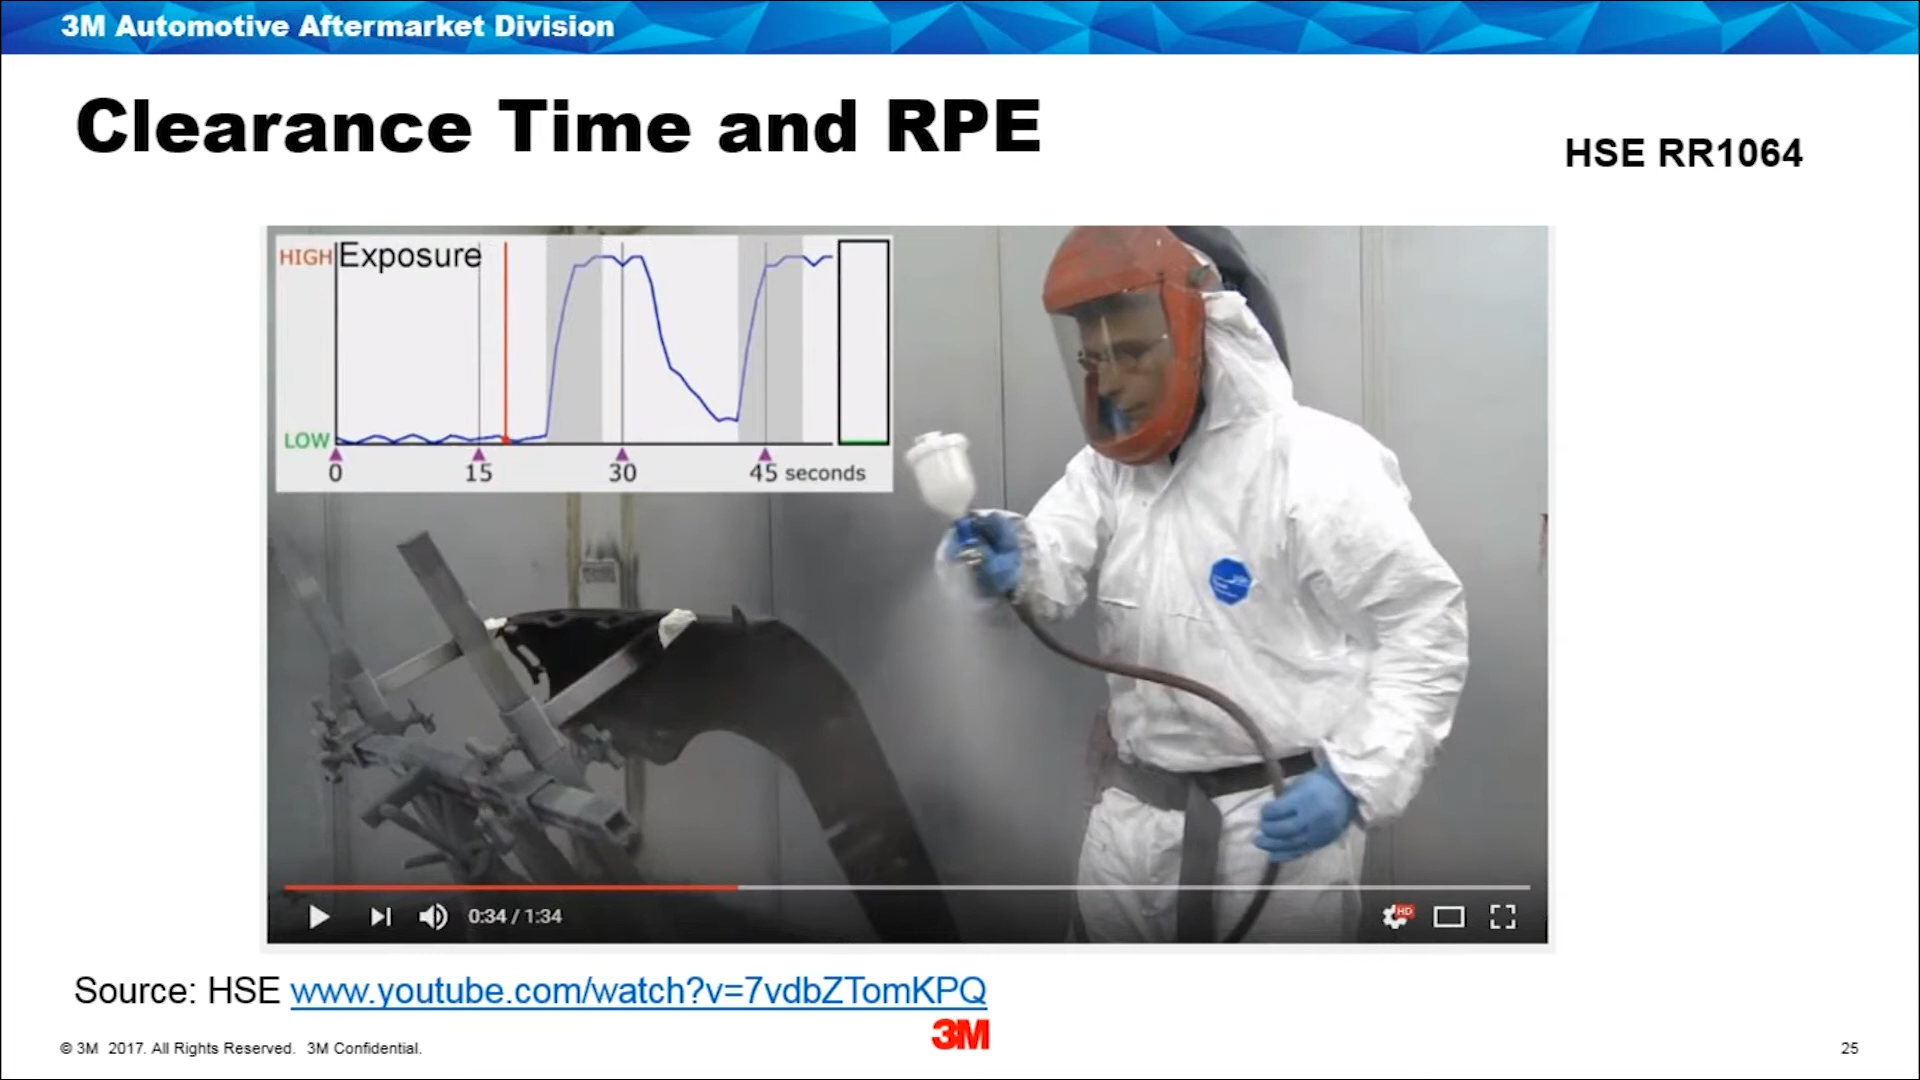 3M Automotive Aftermarket Division
Clearance Time and RPE
HSE RR1064
HIGH Exposure
LOW
0 15 30 45 seconds
HD
0:34 / 1:34
Source: HSE www.youtube.com/watch?v=7vdbZTomKPQ
3M
© 3M 2017. All Rights Reserved. 3M Confidential.
25